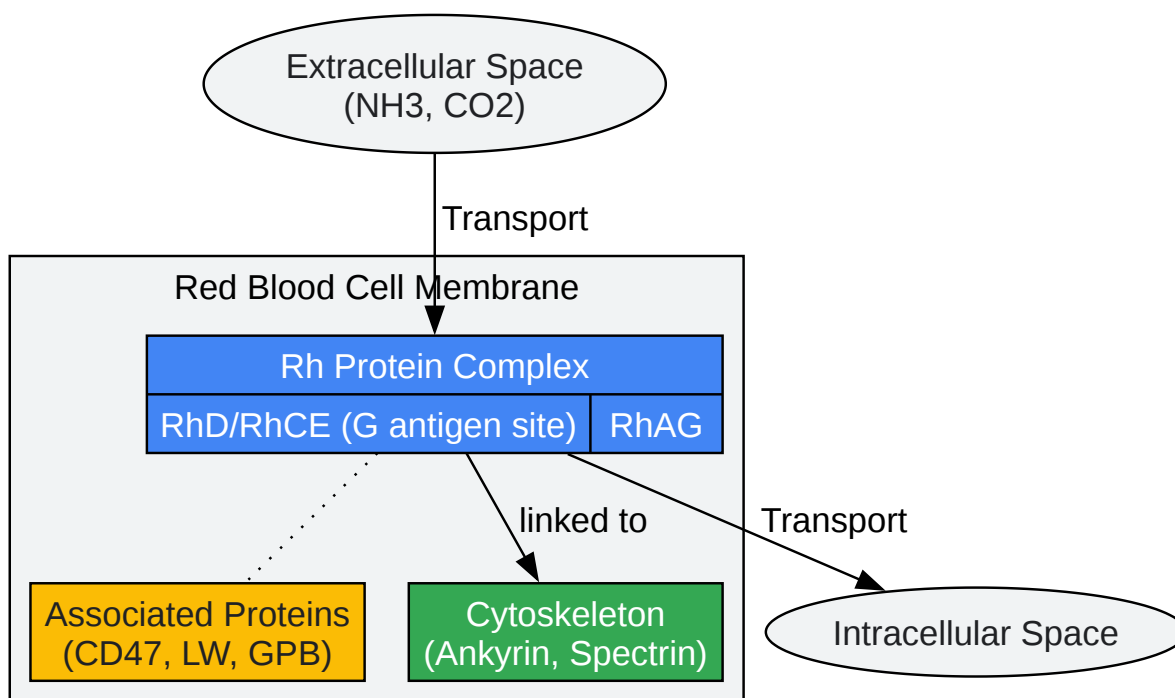 Extracellular Space
(NH3, CO2)
Transport
Red Blood Cell Membrane
Rh Protein Complex
RhD/RhCE (G antigen site)
RhAG
linked to
Transport
Associated Proteins
(CD47, LW, GPB)
Cytoskeleton
(Ankyrin, Spectrin)
Intracellular Space